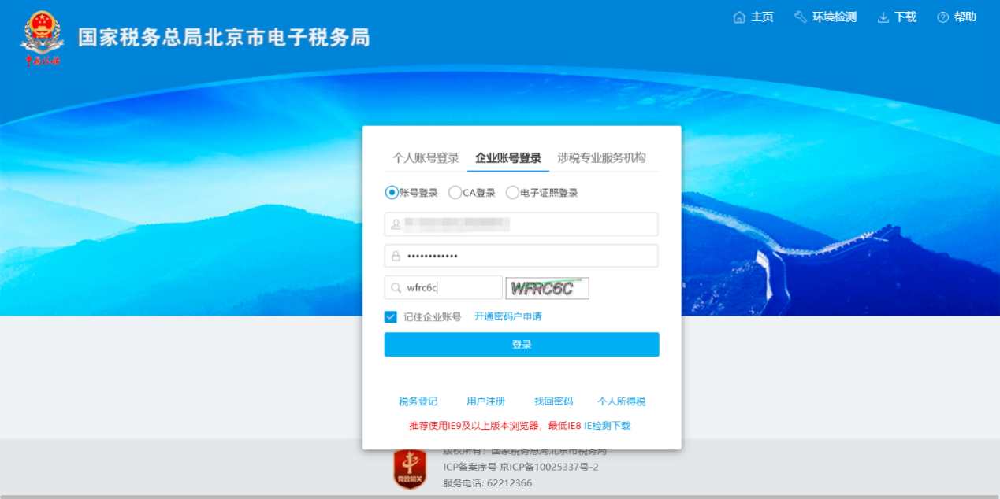 主页 环境检测 下载 帮助
国家税务总局北京市电子税务局
中国税务
个人账号登录 企业账号登录 涉税专业服务机构
账号登录 CA登录 电子证照登录
••••••••••••
wfrc6c WFRC6C
记住企业账号 开通密码户申请
登录
税务登记 用户注册 找回密码 个人所得税
推荐使用IE9及以上版本浏览器，最低IE8 IE检测下载
版权所有：国家税务总局北京市税务局
党政机关
ICP备案序号 京ICP备10025337号-2
服务电话: 62212366